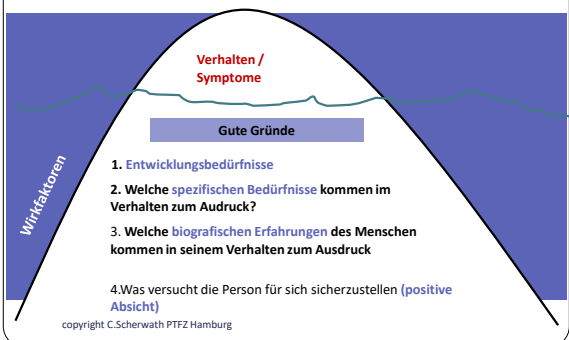 Verhalten /
Symptome
Gute Gründe
Wirkfaktoren
1. Entwicklungsbedürfnisse
2. Welche spezifischen Bedürfnisse kommen im
Verhalten zum Audruck?
3. Welche biografischen Erfahrungen des Menschen
kommen in seinem Verhalten zum Ausdruck
4.Was versucht die Person für sich sicherzustellen (positive
Absicht)
copyright C.Scherwath PTFZ Hamburg